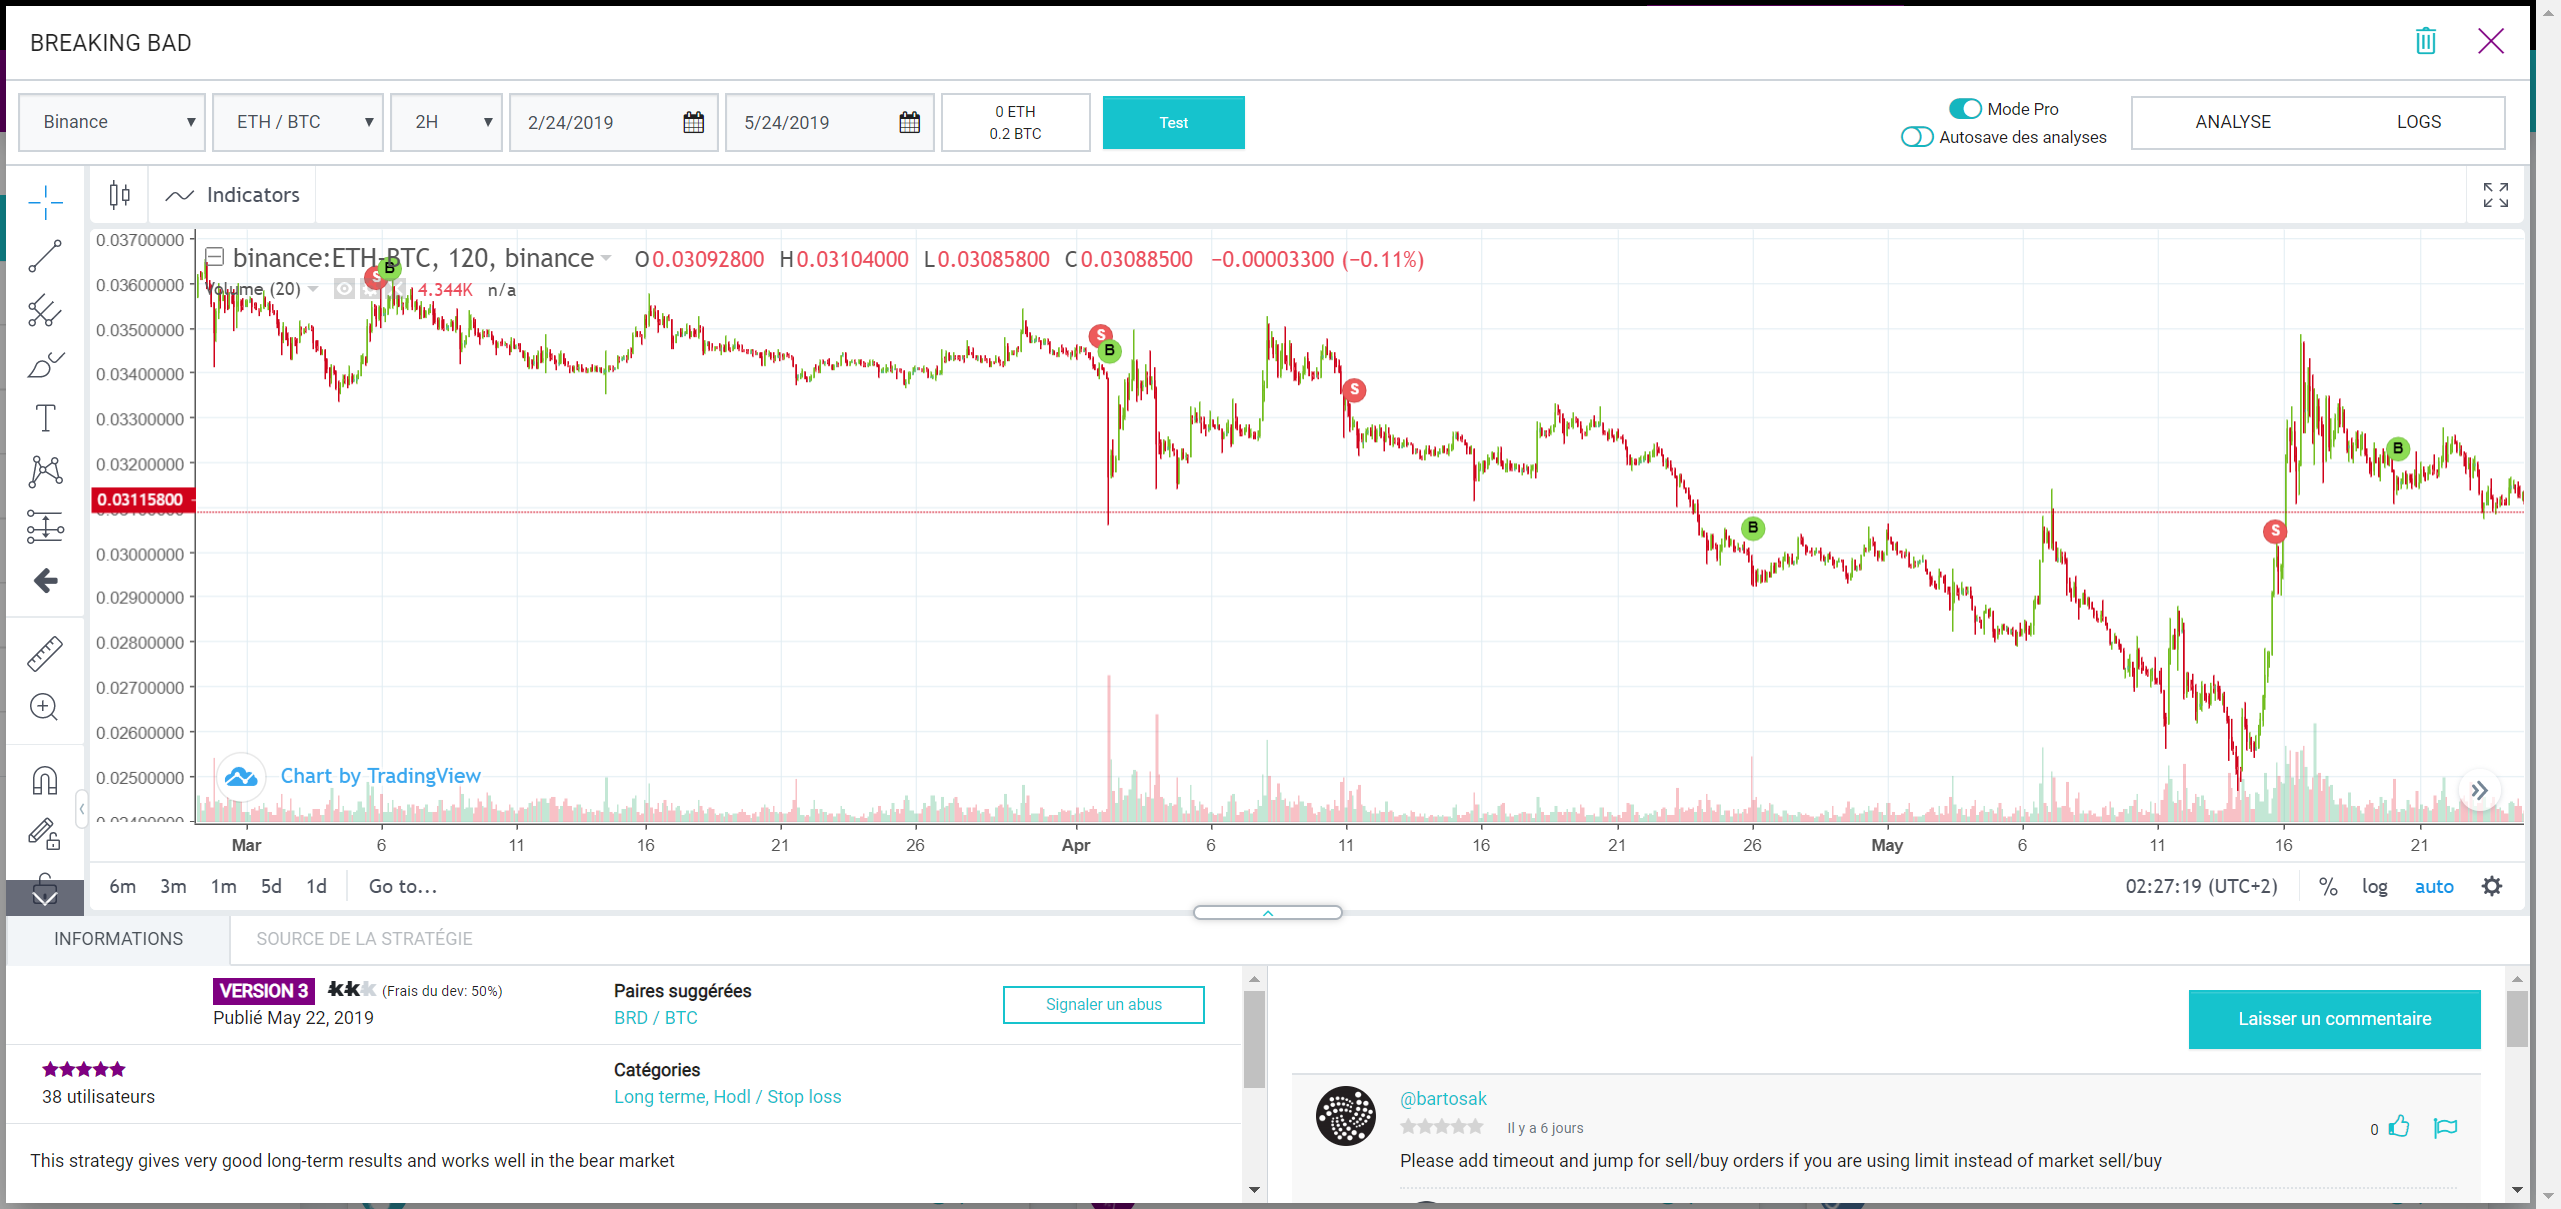 BREAKING BAD
Binance
ETH / BTC
2H
2/24/2019
5/24/2019
0 ETH
0.2 BTC
Test
Mode Pro
Autosave des analyses
ANALYSE
LOGS
Indicators
binance:ETH-BTC, 120, binance
O0.03092800 H0.03104000 L0.03085800 C0.03088500 −0.00003300 (−0.11%)
Volume (20)
4.344K n/a
0.03700000
0.03600000
0.03500000
0.03400000
0.03300000
0.03200000
0.03115800
0.03000000
0.02900000
0.02800000
0.02700000
0.02600000
0.02500000
0.02400000
S
B
S
B
S
B
S
B
Chart by TradingView
Mar 6 11 16 21 26 Apr 6 11 16 21 26 May 6 11 16 21
6m 3m 1m 5d 1d Go to...
02:27:19 (UTC+2) % log auto
INFORMATIONS
SOURCE DE LA STRATÉGIE
VERSION 3
(Frais du dev: 50%)
Publié May 22, 2019
Paires suggérées
BRD / BTC
Signaler un abus
38 utilisateurs
Catégories
Long terme, Hodl / Stop loss
This strategy gives very good long-term results and works well in the bear market
Laisser un commentaire
@bartosak
Il y a 6 jours
0
Please add timeout and jump for sell/buy orders if you are using limit instead of market sell/buy